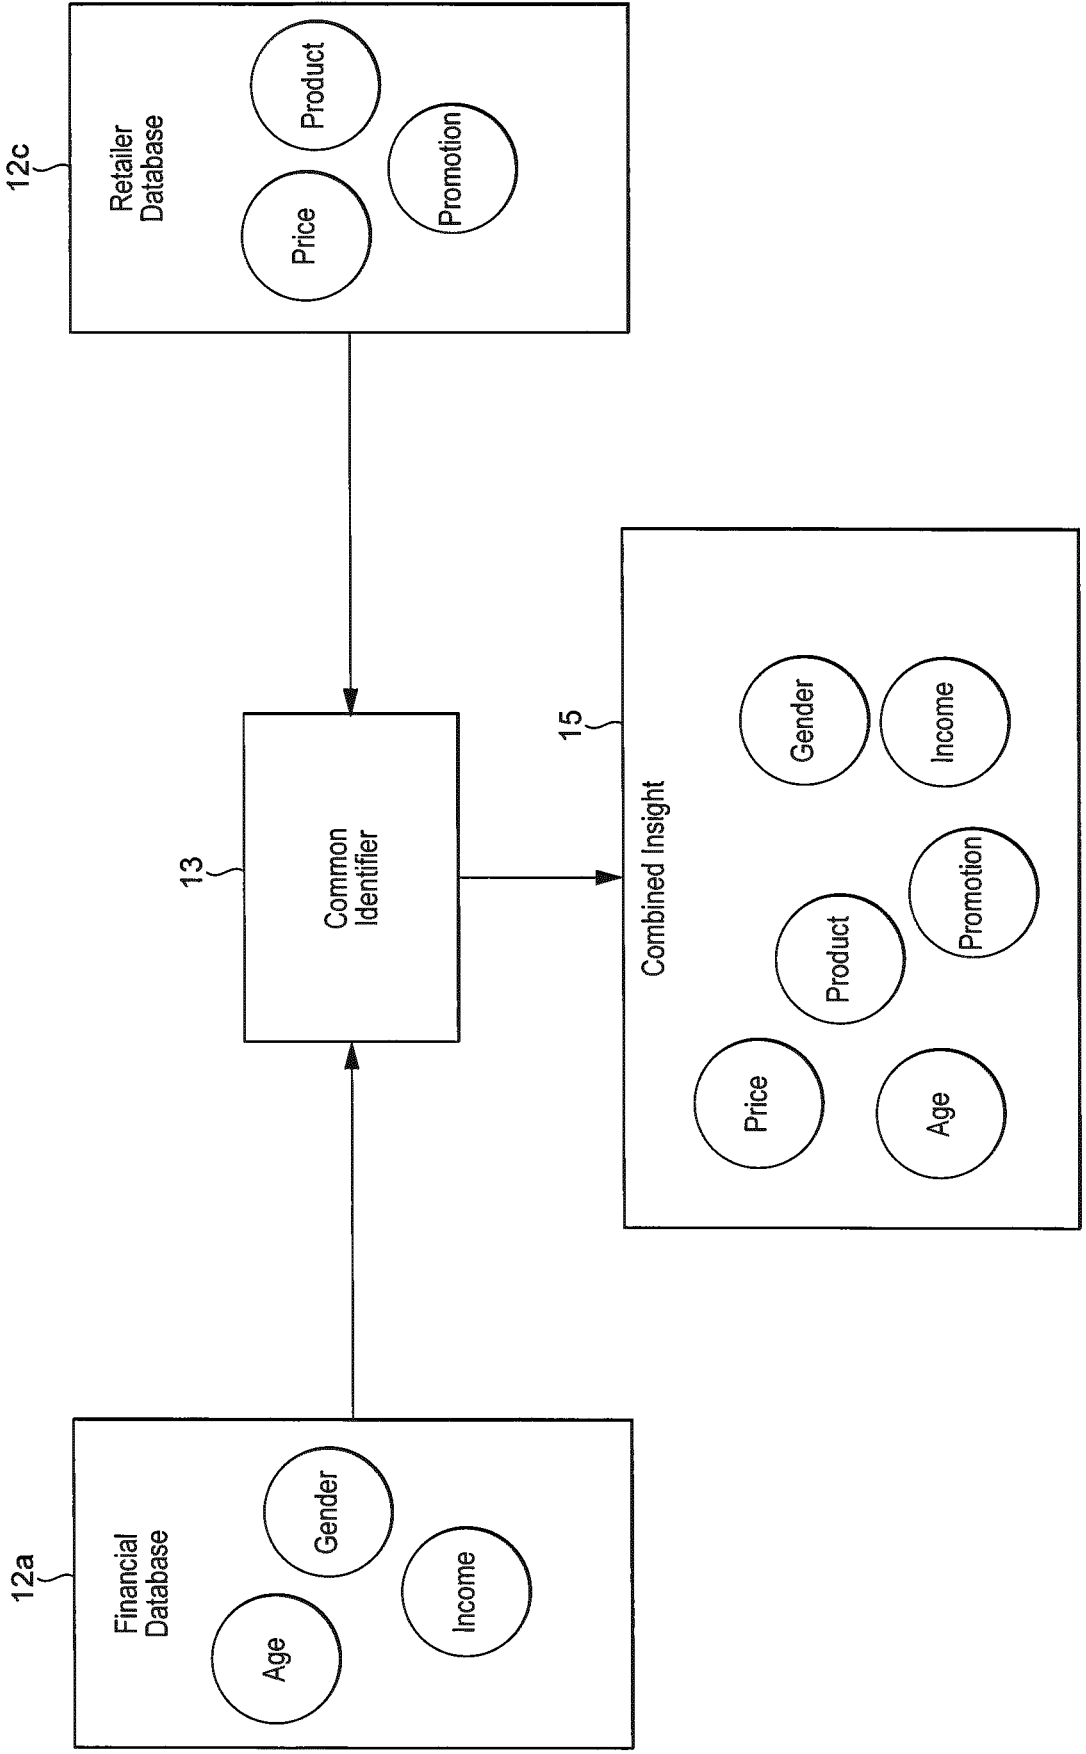 12a
Financial
Database
Age
Gender
Income
13
Common
Identifier
12c
Retailer
Database
Price
Product
Promotion
15
Combined Insight
Price
Age
Product
Promotion
Gender
Income